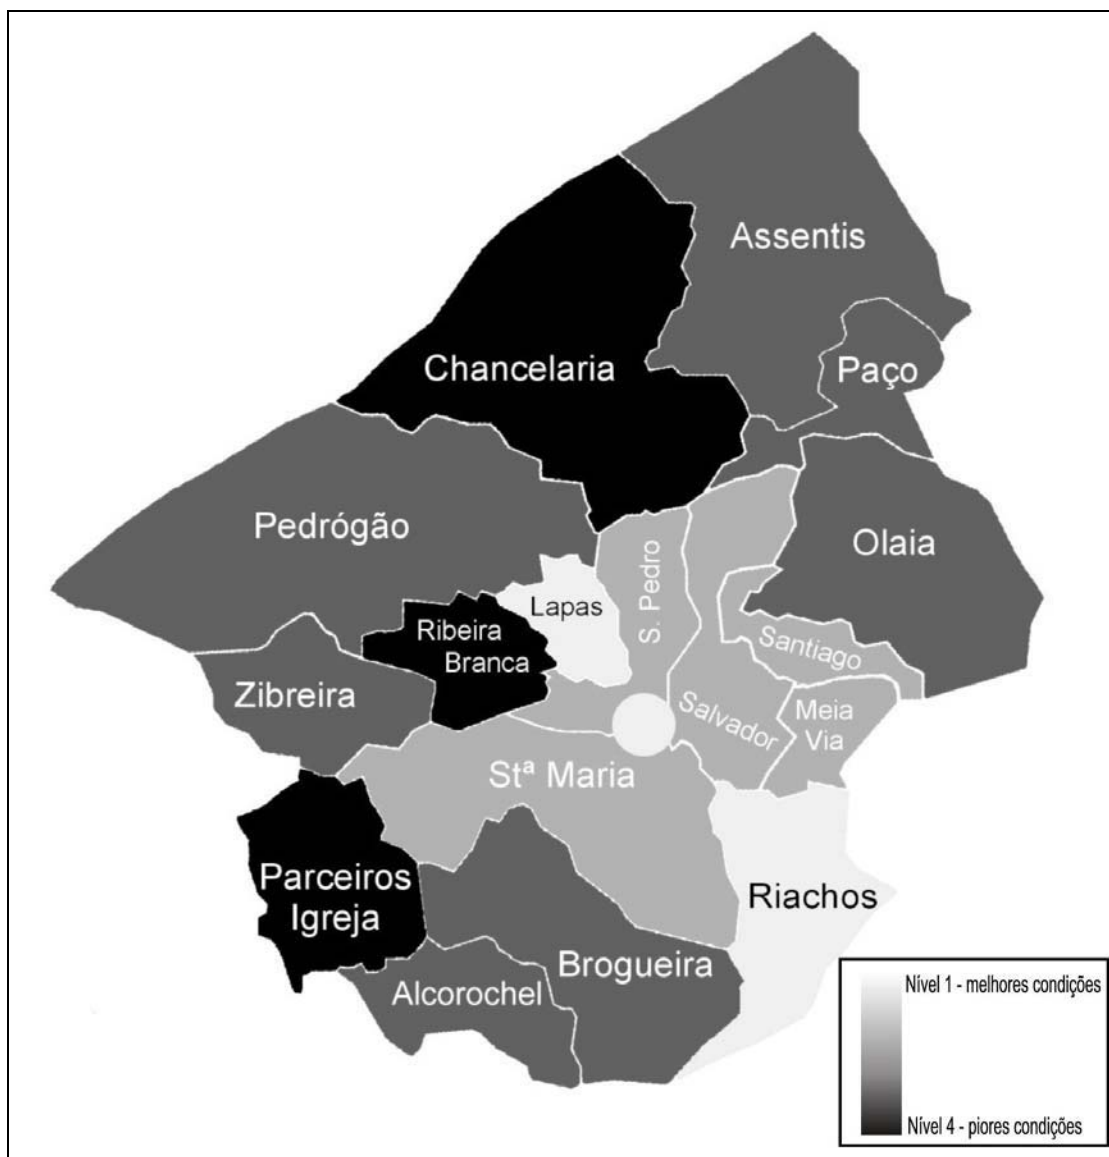 Assentis
Chancelaria
Paço
Pedrógão
Olaia
S. Pedro
Lapas
Ribeira
Branca
Santiago
Zibreira
Salvador
Meia
Via
Stª Maria
Parceiros
Igreja
Riachos
Brogueira
Alcorochel
Nível 1 - melhores condições
Nível 4 - piores condições